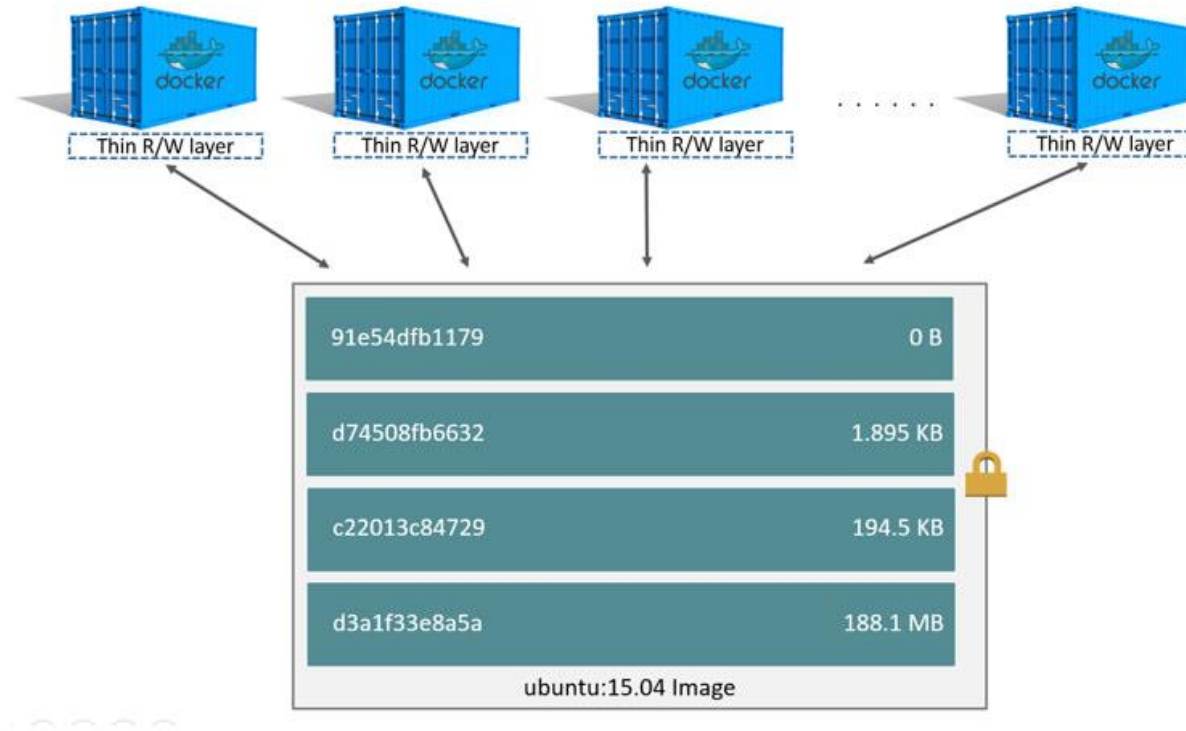 docker
docker
docker
docker
Thin R/W layer
Thin R/W layer
Thin R/W layer
. . . . . .
Thin R/W layer
91e54dfb1179 0 B
d74508fb6632 1.895 KB
c22013c84729 194.5 KB
d3a1f33e8a5a 188.1 MB
ubuntu:15.04 Image